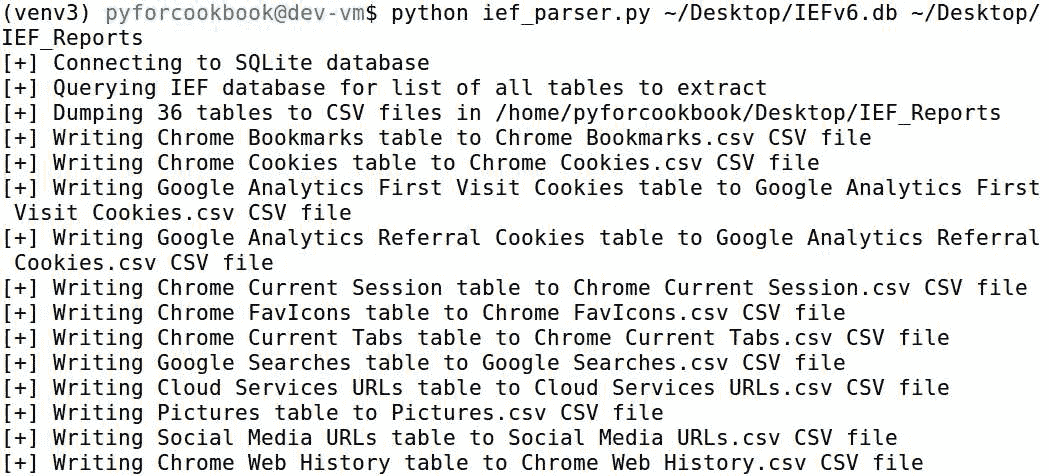 (venv3) pyforcookbook@dev-vm$ python ief_parser.py ~/Desktop/IEFv6.db ~/Desktop/
IEF_Reports
[+] Connecting to SQLite database
[+] Querying IEF database for list of all tables to extract
[+] Dumping 36 tables to CSV files in /home/pyforcookbook/Desktop/IEF_Reports
[+] Writing Chrome Bookmarks table to Chrome Bookmarks.csv CSV file
[+] Writing Chrome Cookies table to Chrome Cookies.csv CSV file
[+] Writing Google Analytics First Visit Cookies table to Google Analytics First
 Visit Cookies.csv CSV file
[+] Writing Google Analytics Referral Cookies table to Google Analytics Referral
 Cookies.csv CSV file
[+] Writing Chrome Current Session table to Chrome Current Session.csv CSV file
[+] Writing Chrome FavIcons table to Chrome FavIcons.csv CSV file
[+] Writing Chrome Current Tabs table to Chrome Current Tabs.csv CSV file
[+] Writing Google Searches table to Google Searches.csv CSV file
[+] Writing Cloud Services URLs table to Cloud Services URLs.csv CSV file
[+] Writing Pictures table to Pictures.csv CSV file
[+] Writing Social Media URLs table to Social Media URLs.csv CSV file
[+] Writing Chrome Web History table to Chrome Web History.csv CSV file